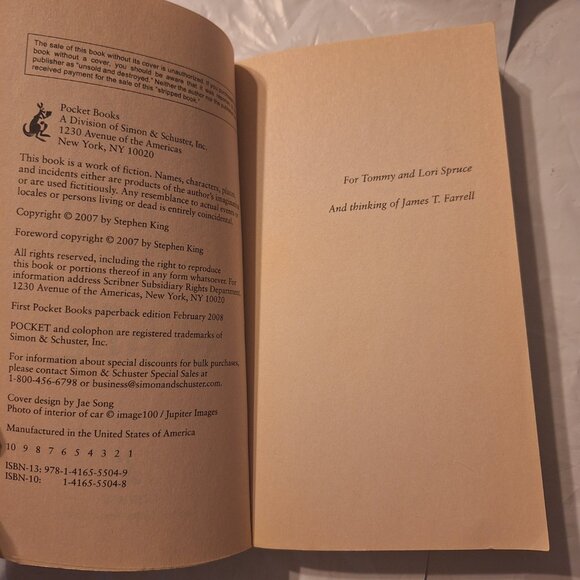 The sale of this book without its cover is unauthorized. If you
book without a cover, you should be aware that it was
publisher as "unsold and destroyed." Neither the author nor the
received payment for the sale of this "stripped book."
Pocket Books
A Division of Simon & Schuster, Inc.
1230 Avenue of the Americas
New York, NY 10020
This book is a work of fiction. Names, characters, places
and incidents either are products of the author's imagination
or are used fictitiously. Any resemblance to actual events or
locales or persons living or dead is entirely coincidental.
Copyright © 2007 by Stephen King
Foreword copyright © 2007 by Stephen King
All rights reserved, including the right to reproduce
this book or portions thereof in any form whatsoever. For
information address Scribner Subsidiary Rights Department,
1230 Avenue of the Americas, New York, NY 10020
First Pocket Books paperback edition February 2008
POCKET and colophon are registered trademarks of
Simon & Schuster, Inc.
For information about special discounts for bulk purchases,
please contact Simon & Schuster Special Sales at
1-800-456-6798 or business@simonandschuster.com.
Cover design by Jae Song
Photo of interior of car © image100 / Jupiter Images
Manufactured in the United States of America
10 9 8 7 6 5 4 3 2 1
ISBN-13: 978-1-4165-5504-9
ISBN-10: 1-4165-5504-8
For Tommy and Lori Spruce
And thinking of James T. Farrell